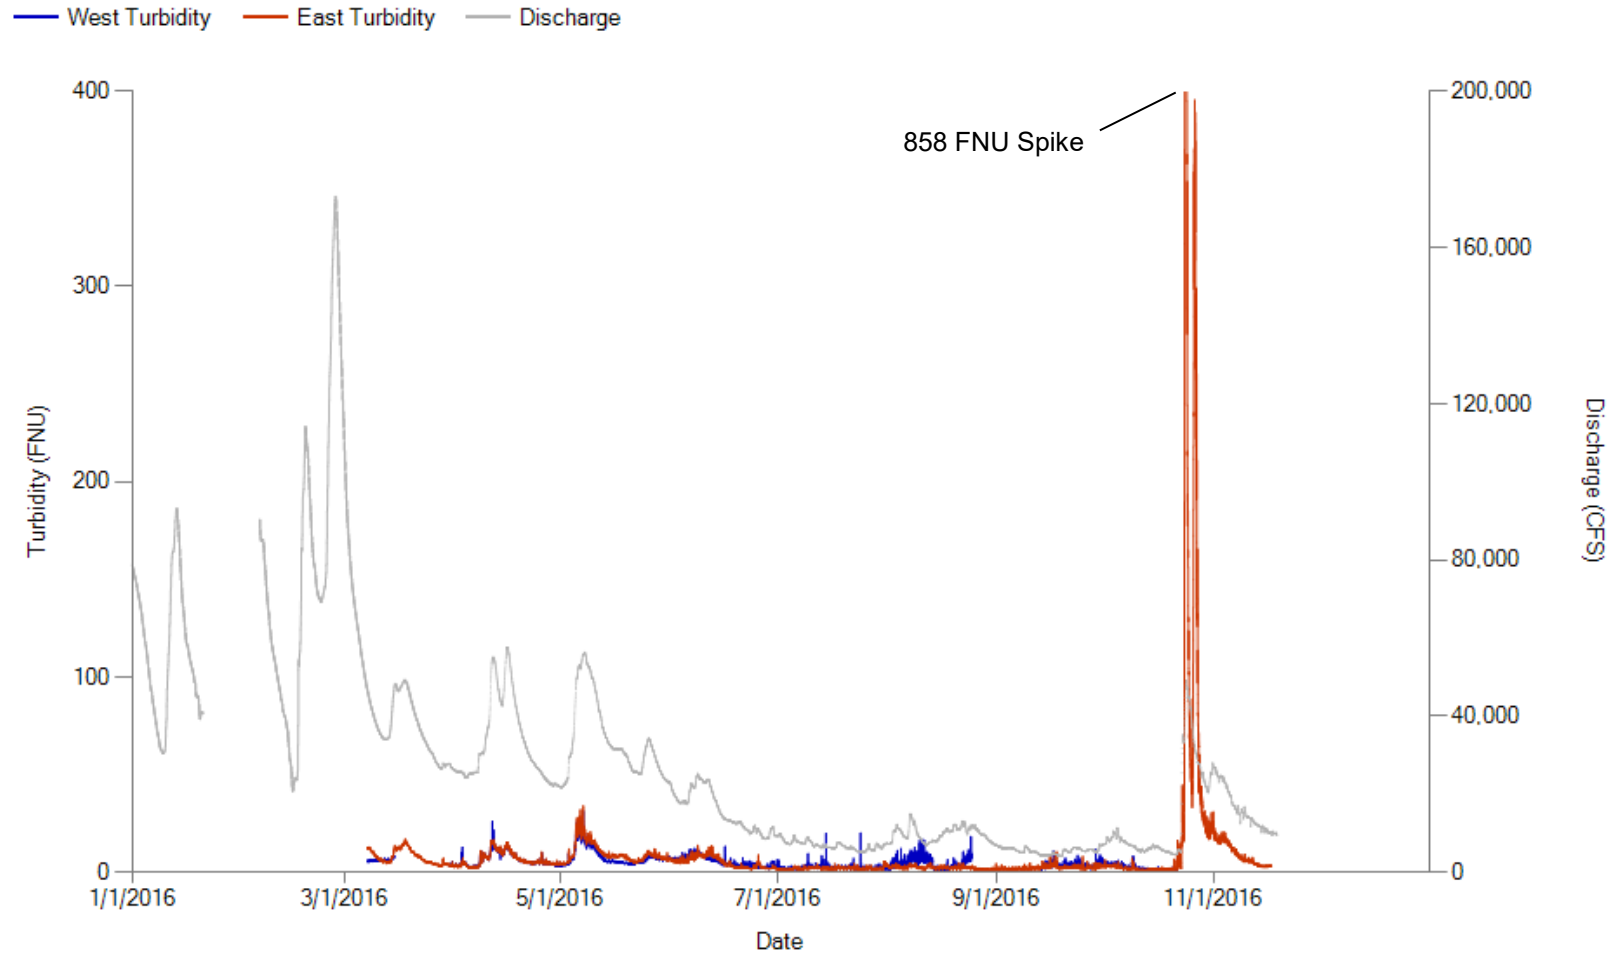 West Turbidity East Turbidity Discharge
400
300
200
100
0
Turbidity (FNU)
858 FNU Spike
200,000
160,000
120,000
80,000
40,000
0
Discharge (CFS)
1/1/2016 3/1/2016 5/1/2016 7/1/2016 9/1/2016 11/1/2016
Date